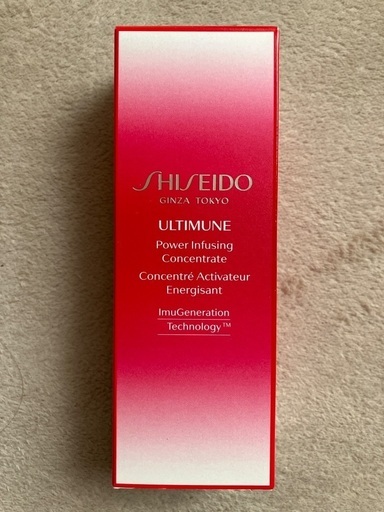 SHISEIDO
GINZA TOKYO
ULTIMUNE
Power Infusing
Concentrate
Concentré Activateur
Energisant
ImuGeneration
Technology™